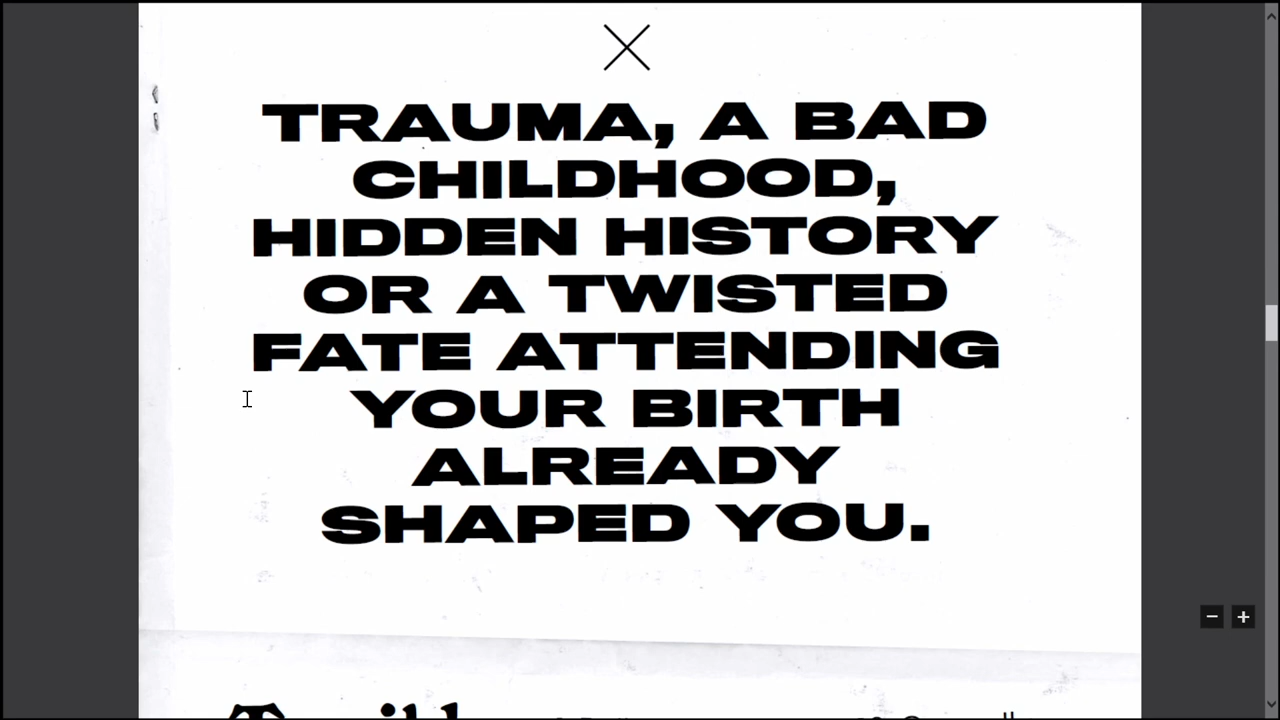 TRAUMA, A BAD
CHILDHOOD,
HIDDEN HISTORY
OR A TWISTED
FATE ATTENDING
YOUR BIRTH
ALREADY
SHAPED YOU.